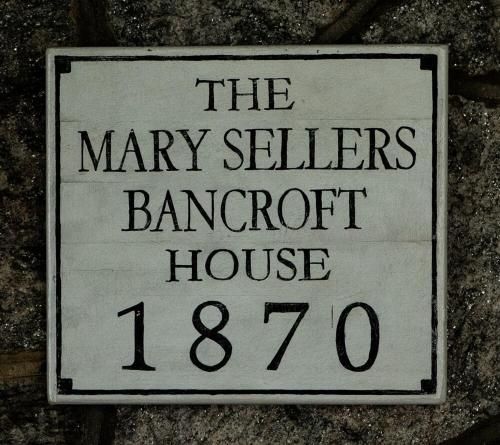 THE
MARY SELLERS
BANCROFT
HOUSE
1870